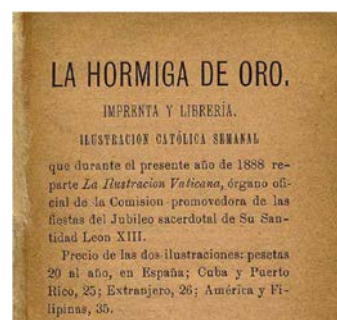 LA HORMIGA DE ORO.
IMPRENTA Y LIBRERÍA.
ILUSTRACION CATÓLICA SEMANAL
que durante el presente año de 1888 re-
parte La Ilustracion Vaticana, órgano ofi-
cial de la Comision promovedora de las
fiestas del Jubileo sacerdotal de Su San-
tidad Leon XIII.
Precio de las dos ilustraciones: pesetas
20 al año, en España; Cuba y Puerto
Rico, 25; Extranjero, 26; América y Fi-
lipinas, 35.